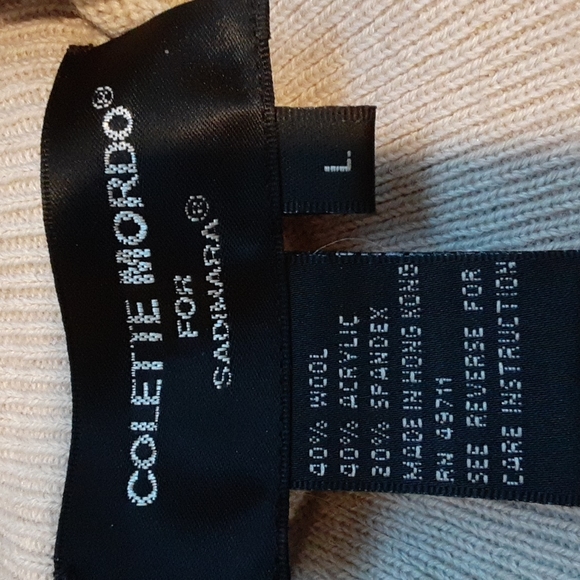 COLETTE MORDO®
FOR
SADIMARA®
L
40% WOOL
40% ACRYLIC
20% SPANDEX
MADE IN HONG KONG
RN 49711
SEE REVERSE FOR
CARE INSTRUCTION